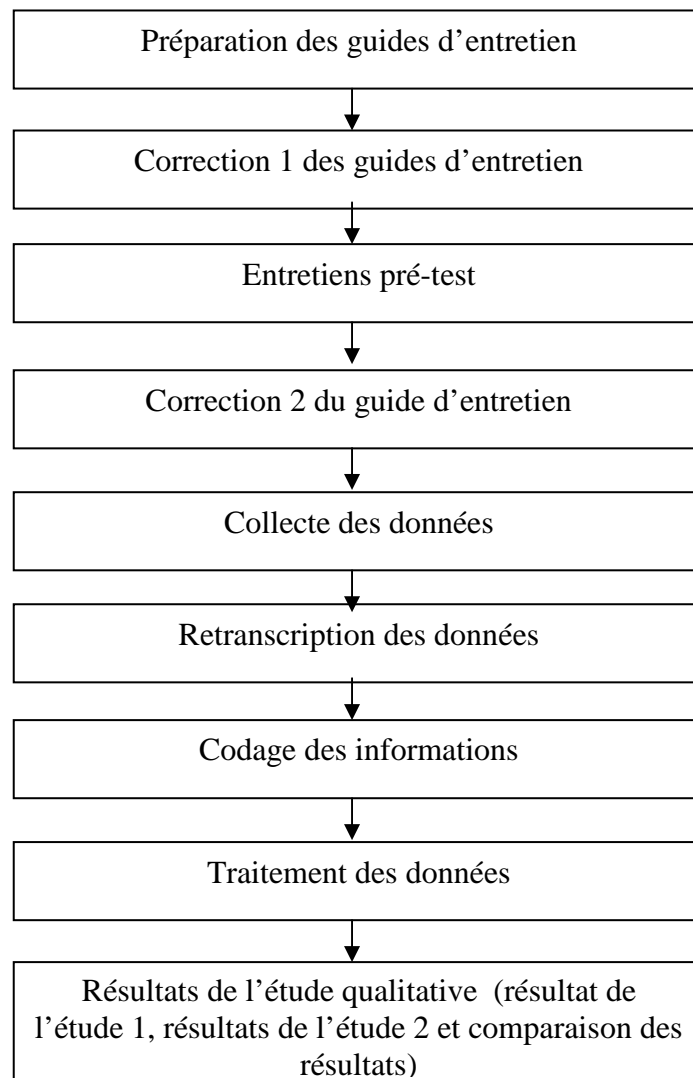 Préparation des guides d’entretien
Correction 1 des guides d’entretien
Entretiens pré-test
Correction 2 du guide d’entretien
Collecte des données
Retranscription des données
Codage des informations
Traitement des données
Résultats de l’étude qualitative (résultat de
l’étude 1, résultats de l’étude 2 et comparaison des
résultats)